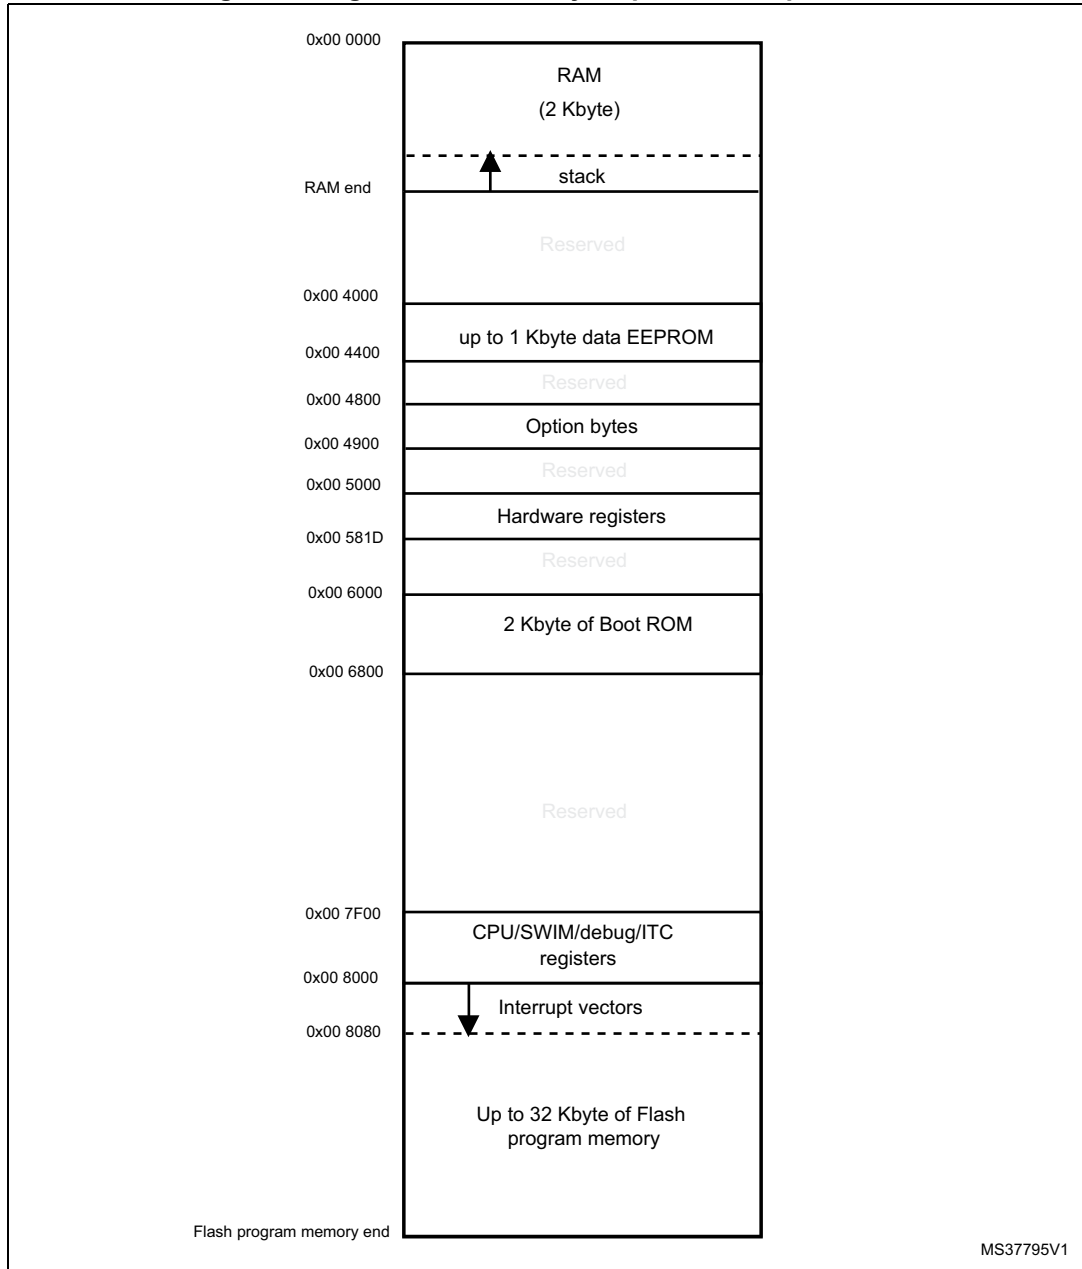 0x00 0000
RAM
(2 Kbyte)
stack
RAM end
Reserved
0x00 4000
up to 1 Kbyte data EEPROM
0x00 4400
Reserved
0x00 4800
Option bytes
0x00 4900
Reserved
0x00 5000
Hardware registers
0x00 581D
Reserved
0x00 6000
2 Kbyte of Boot ROM
0x00 6800
Reserved
0x00 7F00
CPU/SWIM/debug/ITC
registers
0x00 8000
Interrupt vectors
0x00 8080
Up to 32 Kbyte of Flash
program memory
Flash program memory end
MS37795V1